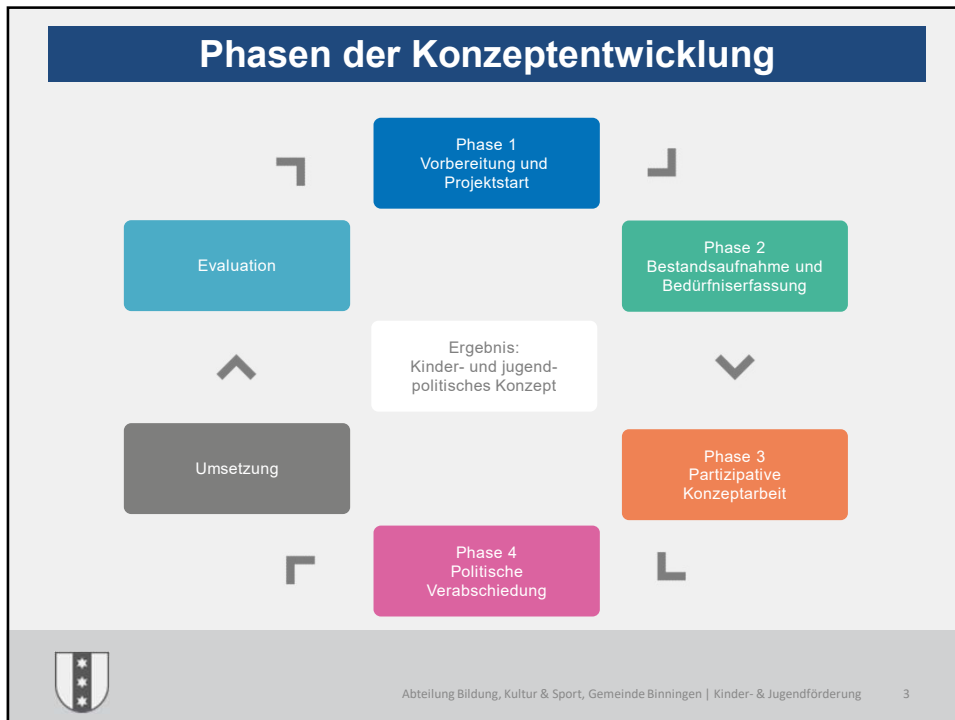 Phasen der Konzeptentwicklung
Phase 1
Vorbereitung und
Projektstart
Phase 2
Bestandsaufnahme und
Bedürfniserfassung
Phase 3
Partizipative
Konzeptarbeit
Phase 4
Politische
Verabschiedung
Umsetzung
Evaluation
Ergebnis:
Kinder- und jugend-
politisches Konzept
Abteilung Bildung, Kultur & Sport, Gemeinde Binningen | Kinder- & Jugendförderung 3